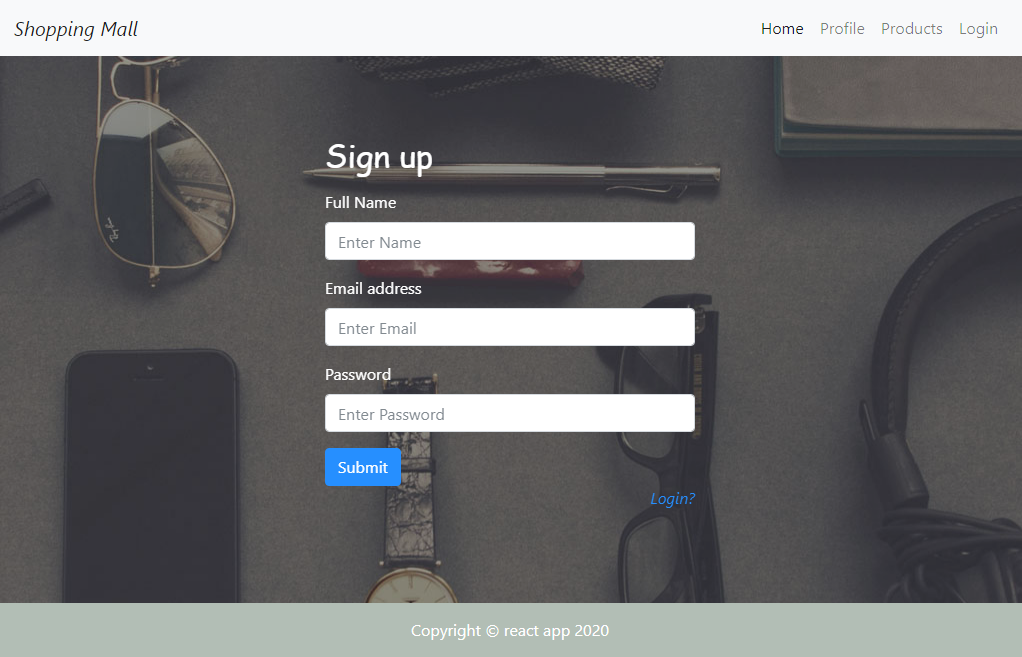 Shopping Mall
Home Profile Products Login
Sign up
Full Name
Enter Name
Email address
Enter Email
Password
Enter Password
Submit
Login?
Copyright © react app 2020